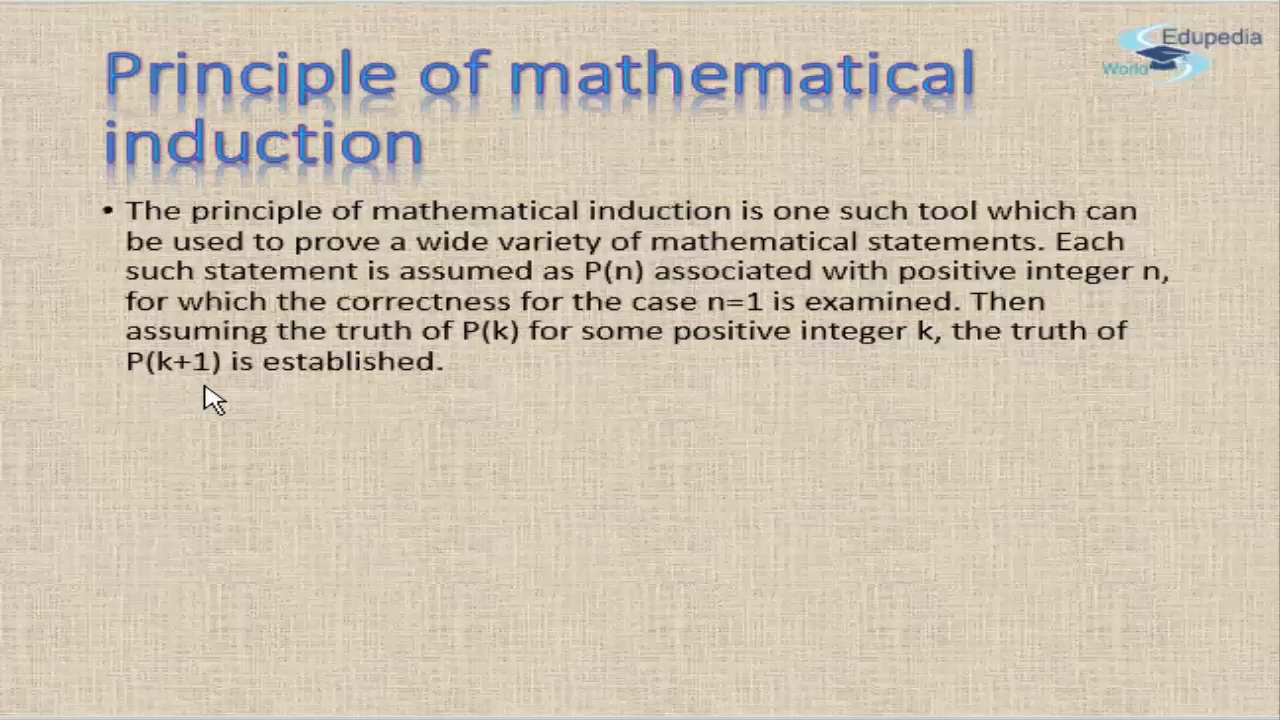 Principle of mathematical
induction
Edupedia
World
• The principle of mathematical induction is one such tool which can
be used to prove a wide variety of mathematical statements. Each
such statement is assumed as P(n) associated with positive integer n,
for which the correctness for the case n=1 is examined. Then
assuming the truth of P(k) for some positive integer k, the truth of
P(k+1) is established.